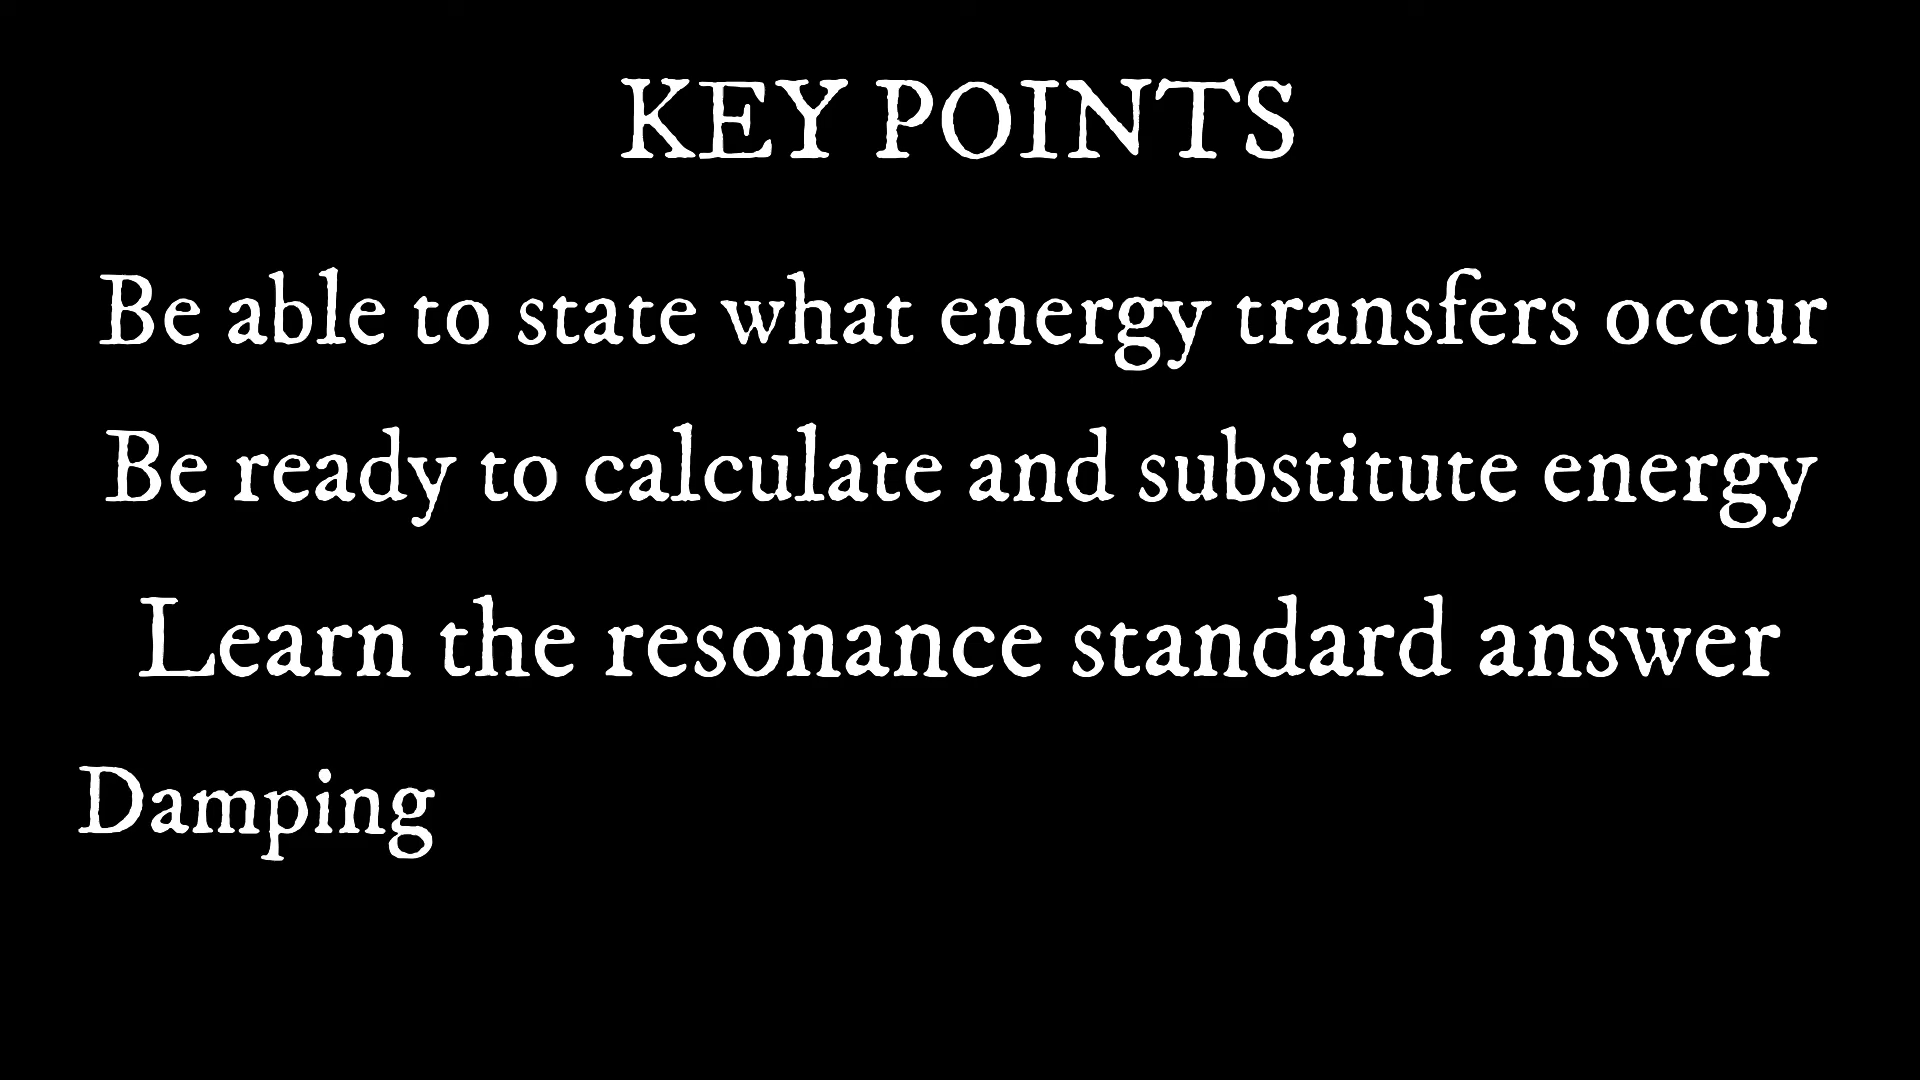 KEY POINTS
Be able to state what energy transfers occur
Be ready to calculate and substitute energy
Learn the resonance standard answer
Damping